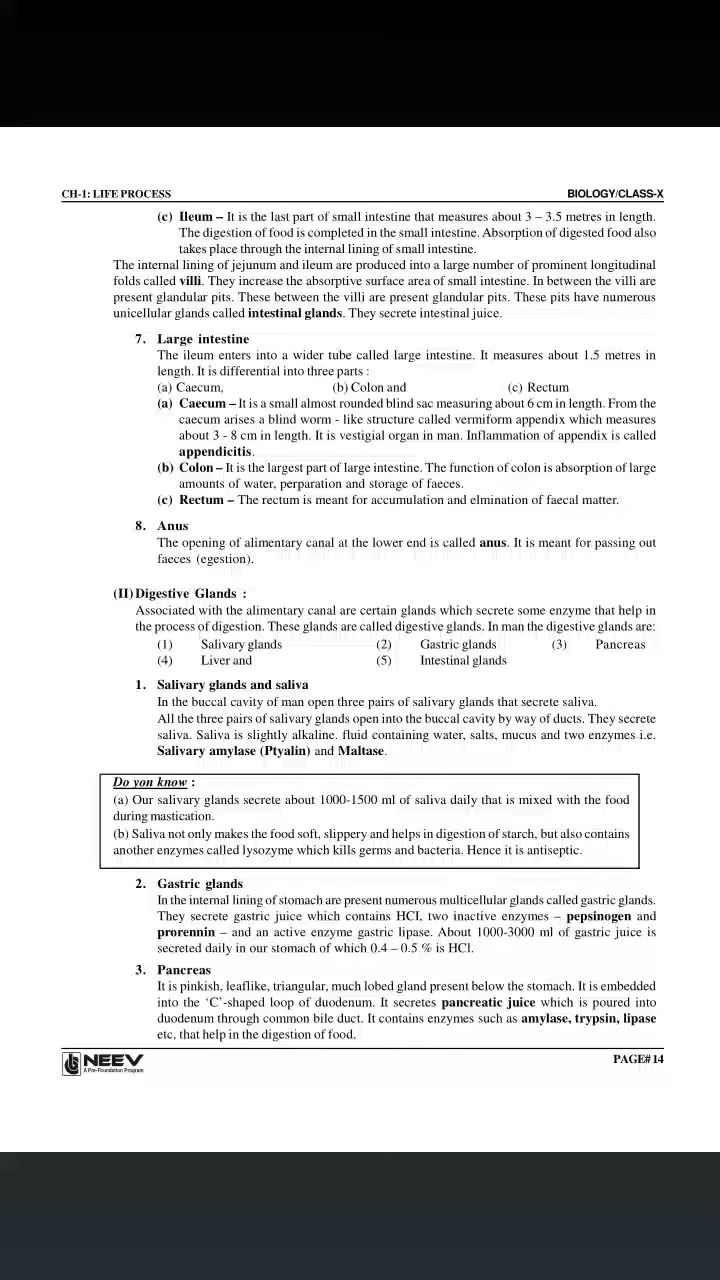 CH-1: LIFE PROCESS BIOLOGY/CLASS-X
(c) Ileum – It is the last part of small intestine that measures about 3 – 3.5 metres in length.
The digestion of food is completed in the small intestine. Absorption of digested food also
takes place through the internal lining of small intestine.
The internal lining of jejunum and ileum are produced into a large number of prominent longitudinal
folds called villi. They increase the absorptive surface area of small intestine. In between the villi are
present glandular pits. These between the villi are present glandular pits. These pits have numerous
unicellular glands called intestinal glands. They secrete intestinal juice.
7. Large intestine
The ileum enters into a wider tube called large intestine. It measures about 1.5 metres in
length. It is differential into three parts :
(a) Caecum, (b) Colon and (c) Rectum
(a) Caecum – It is a small almost rounded blind sac measuring about 6 cm in length. From the
caecum arises a blind worm - like structure called vermiform appendix which measures
about 3 - 8 cm in length. It is vestigial organ in man. Inflammation of appendix is called
appendicitis.
(b) Colon – It is the largest part of large intestine. The function of colon is absorption of large
amounts of water, perparation and storage of faeces.
(c) Rectum – The rectum is meant for accumulation and elmination of faecal matter.
8. Anus
The opening of alimentary canal at the lower end is called anus. It is meant for passing out
faeces (egestion).
(II) Digestive Glands :
Associated with the alimentary canal are certain glands which secrete some enzyme that help in
the process of digestion. These glands are called digestive glands. In man the digestive glands are:
(1) Salivary glands (2) Gastric glands (3) Pancreas
(4) Liver and (5) Intestinal glands
1. Salivary glands and saliva
In the buccal cavity of man open three pairs of salivary glands that secrete saliva.
All the three pairs of salivary glands open into the buccal cavity by way of ducts. They secrete
saliva. Saliva is slightly alkaline. fluid containing water, salts, mucus and two enzymes i.e.
Salivary amylase (Ptyalin) and Maltase.
Do yon know :
(a) Our salivary glands secrete about 1000-1500 ml of saliva daily that is mixed with the food
during mastication.
(b) Saliva not only makes the food soft, slippery and helps in digestion of starch, but also contains
another enzymes called lysozyme which kills germs and bacteria. Hence it is antiseptic.
2. Gastric glands
In the internal lining of stomach are present numerous multicellular glands called gastric glands.
They secrete gastric juice which contains HCI, two inactive enzymes – pepsinogen and
prorennin – and an active enzyme gastric lipase. About 1000-3000 ml of gastric juice is
secreted daily in our stomach of which 0.4 – 0.5 % is HCl.
3. Pancreas
It is pinkish, leaflike, triangular, much lobed gland present below the stomach. It is embedded
into the ‘C’-shaped loop of duodenum. It secretes pancreatic juice which is poured into
duodenum through common bile duct. It contains enzymes such as amylase, trypsin, lipase
etc, that help in the digestion of food.
NEEV PAGE# 14
A Pre-Foundation Program